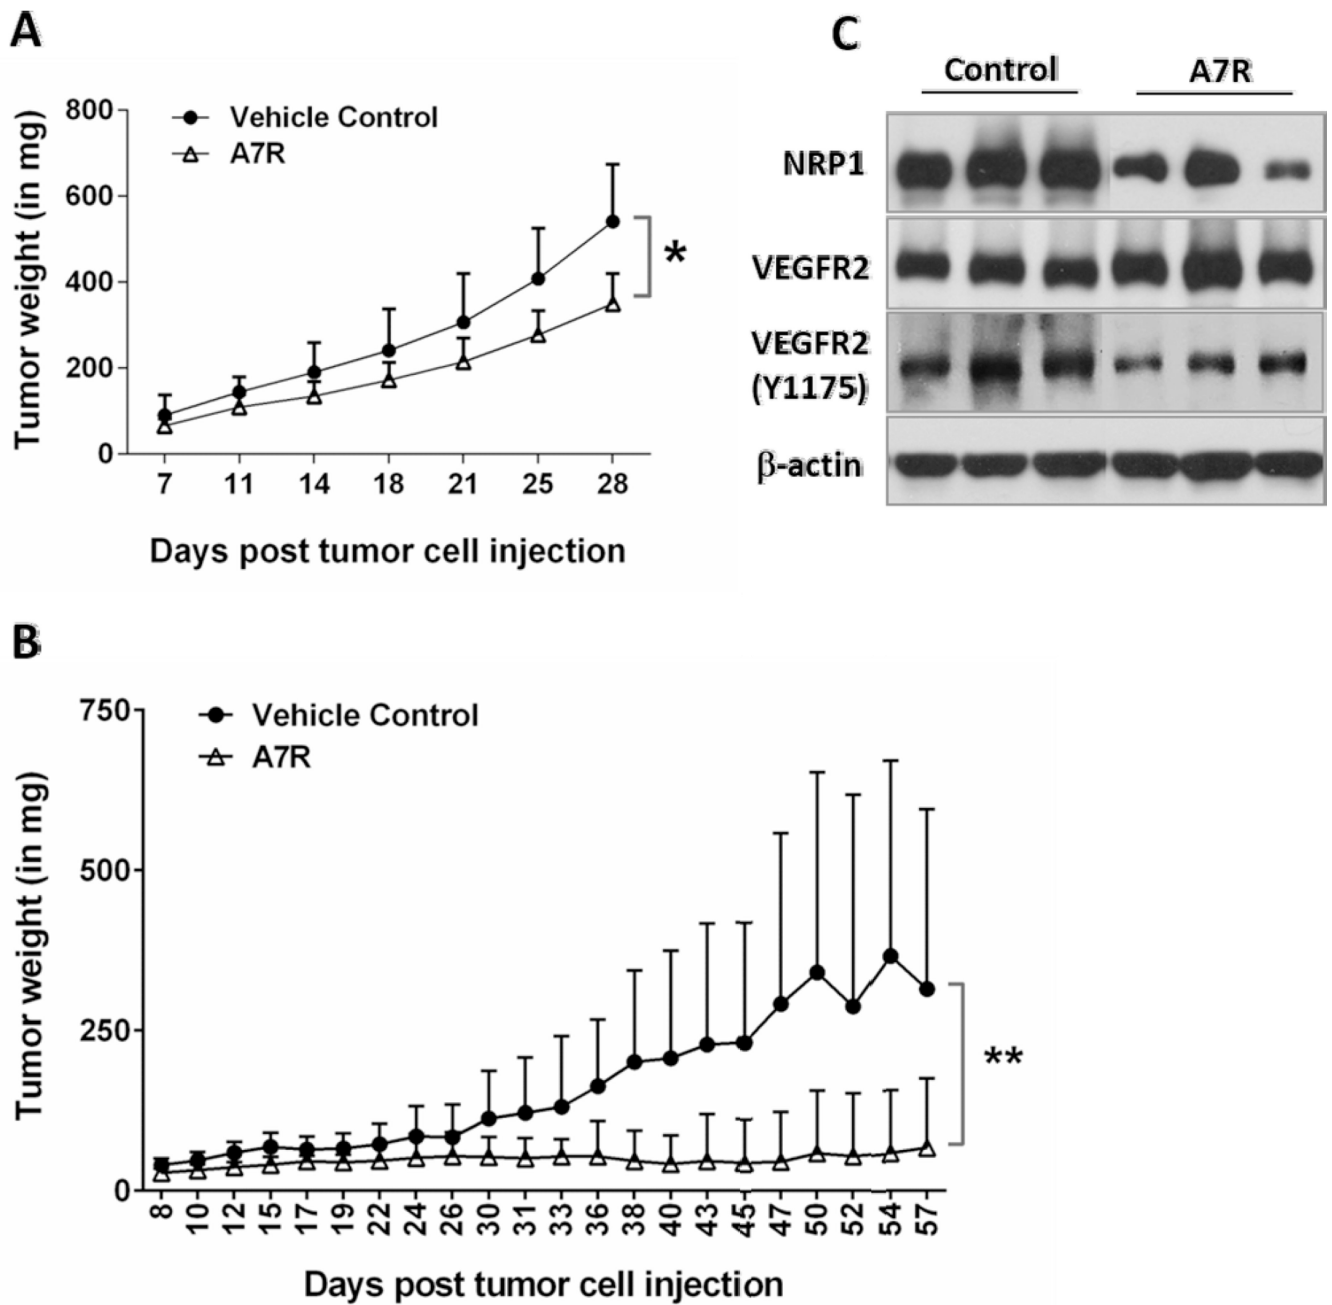 A
800
600
400
200
0
Vehicle Control
A7R
*
7 11 14 18 21 25 28
Tumor weight (in mg)
Days post tumor cell injection
C
Control A7R
NRP1
VEGFR2
VEGFR2
(Y1175)
β-actin
B
750
500
250
0
Vehicle Control
A7R
**
8 10 12 15 17 19 22 24 26 30 31 33 36 38 40 43 45 47 50 52 54 57
Tumor weight (in mg)
Days post tumor cell injection